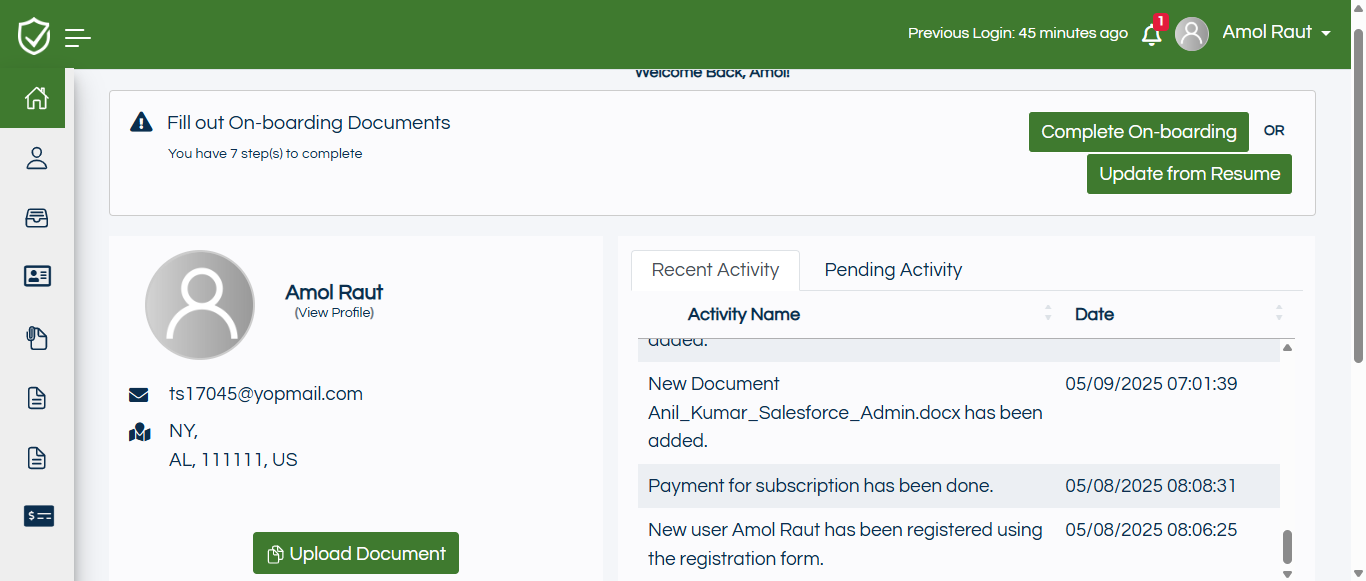 Previous Login: 45 minutes ago
1
Amol Raut
Welcome Back, Amol!
Fill out On-boarding Documents
You have 7 step(s) to complete
Complete On-boarding
OR
Update from Resume
Amol Raut
(View Profile)
ts17045@yopmail.com
NY,
AL, 111111, US
Upload Document
Recent Activity
Pending Activity
Activity Name
Date
added.
New Document 05/09/2025 07:01:39
Anil_Kumar_Salesforce_Admin.docx has been
added.
Payment for subscription has been done. 05/08/2025 08:08:31
New user Amol Raut has been registered using 05/08/2025 08:06:25
the registration form.